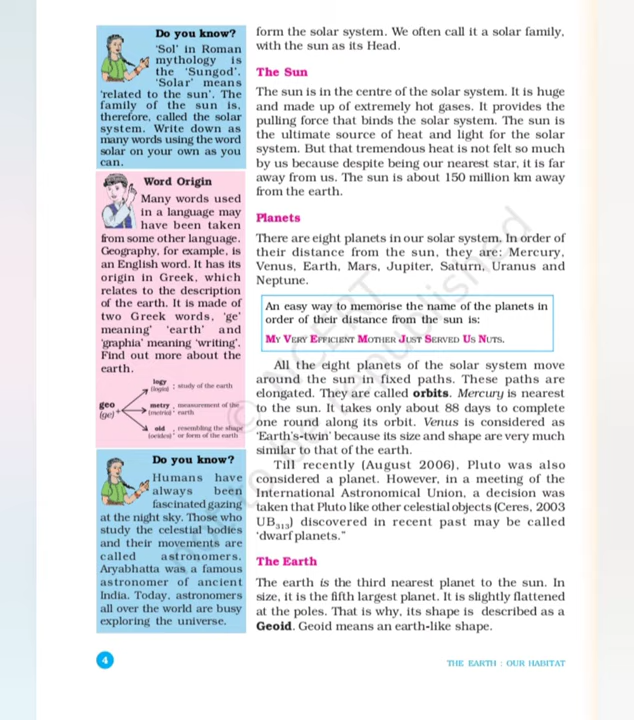 Do you know?
'Sol' in Roman
mythology is
the 'Sungod'.
'Solar' means
'related to the sun'. The
family of the sun is,
therefore, called the solar
system. Write down as
many words using the word
solar on your own as you
can.
Word Origin
Many words used
in a language may
have been taken
from some other language.
Geography, for example, is
an English word. It has its
origin in Greek, which
relates to the description
of the earth. It is made of
two Greek words, 'ge'
meaning' 'earth' and
'graphia' meaning 'writing'.
Find out more about the
earth.
logy
(logos) : study of the earth
geo
(ge)
metry : measurement of the
(metria) earth
oid : resembling the shape
(oeides) or form of the earth
Do you know?
Humans have
always been
fascinated gazing
at the night sky. Those who
study the celestial bodies
and their movements are
called astronomers.
Aryabhatta was a famous
astronomer of ancient
India. Today, astronomers
all over the world are busy
exploring the universe.
form the solar system. We often call it a solar family,
with the sun as its Head.
The Sun
The sun is in the centre of the solar system. It is huge
and made up of extremely hot gases. It provides the
pulling force that binds the solar system. The sun is
the ultimate source of heat and light for the solar
system. But that tremendous heat is not felt so much
by us because despite being our nearest star, it is far
away from us. The sun is about 150 million km away
from the earth.
Planets
There are eight planets in our solar system. In order of
their distance from the sun, they are: Mercury,
Venus, Earth, Mars, Jupiter, Saturn, Uranus and
Neptune.
An easy way to memorise the name of the planets in
order of their distance from the sun is:
MY VERY EFFICIENT MOTHER JUST SERVED US NUTS.
All the eight planets of the solar system move
around the sun in fixed paths. These paths are
elongated. They are called orbits. Mercury is nearest
to the sun. It takes only about 88 days to complete
one round along its orbit. Venus is considered as
'Earth's-twin' because its size and shape are very much
similar to that of the earth.
Till recently (August 2006), Pluto was also
considered a planet. However, in a meeting of the
International Astronomical Union, a decision was
taken that Pluto like other celestial objects (Ceres, 2003
UB313) discovered in recent past may be called
'dwarf planets."
The Earth
The earth is the third nearest planet to the sun. In
size, it is the fifth largest planet. It is slightly flattened
at the poles. That is why, its shape is described as a
Geoid. Geoid means an earth-like shape.
4
THE EARTH : OUR HABITAT
© NCERT
not to be republished